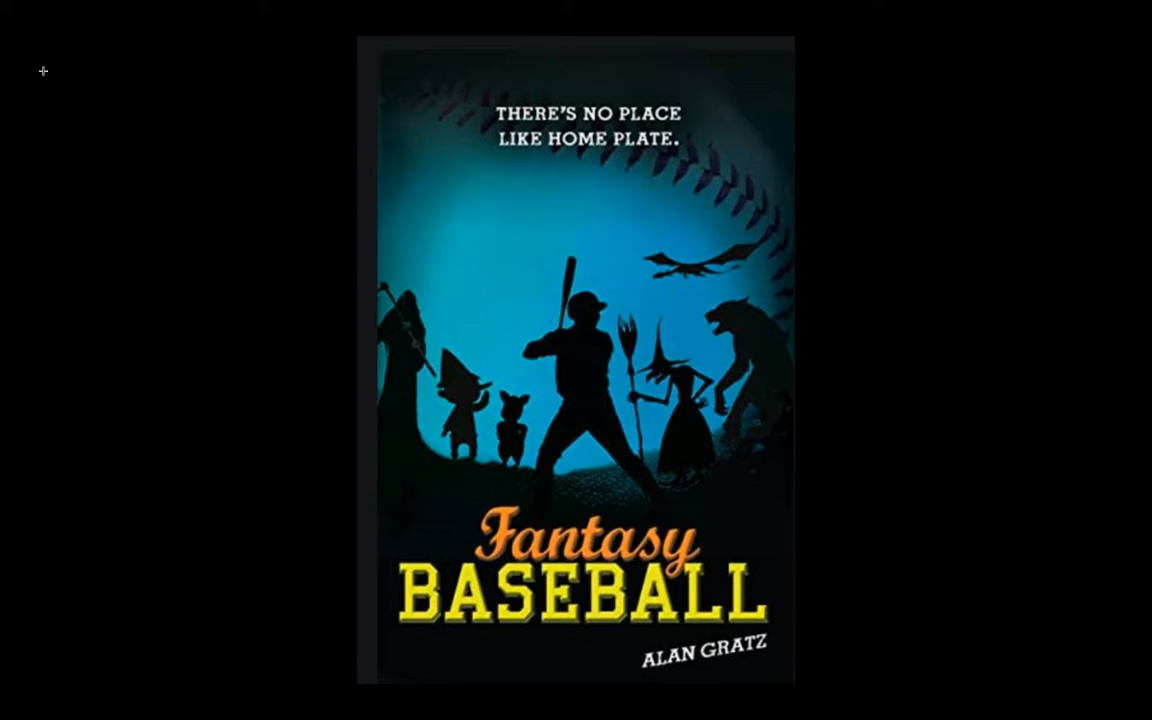 THERE'S NO PLACE
LIKE HOME PLATE.
Fantasy
BASEBALL
ALAN GRATZ